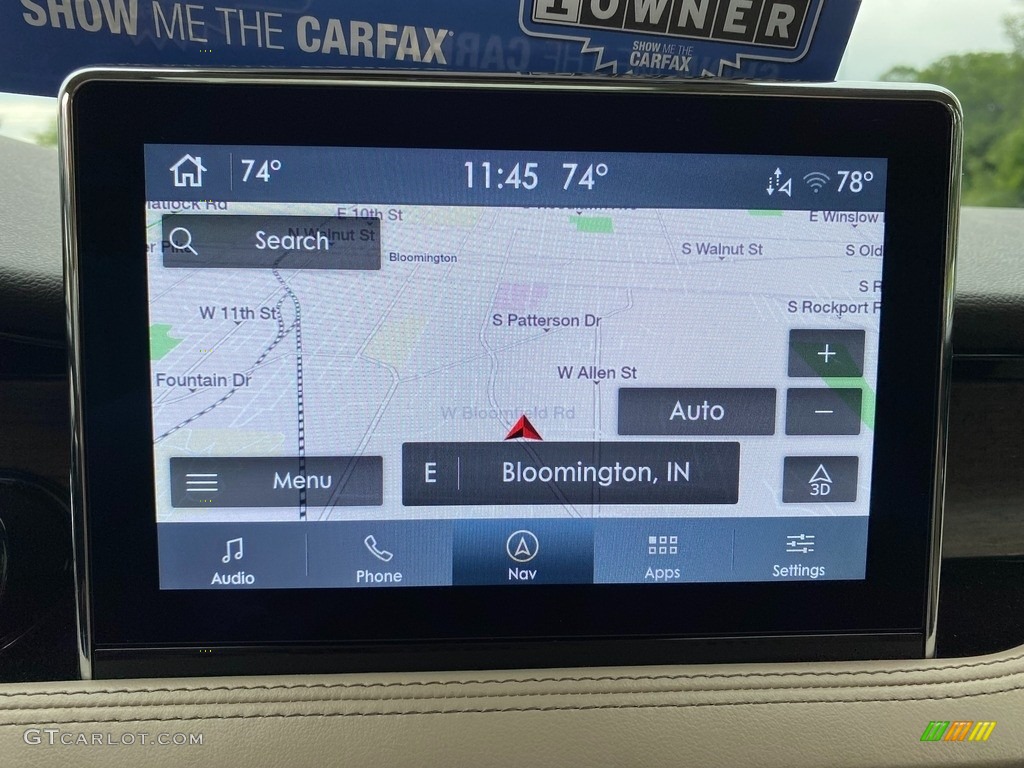 SHOW ME THE CARFAX
1 OWNER
SHOW ME THE
CARFAX
74° 11:45 74° 78°
E 10th St
E Winslow
N Walnut St
Search
S Walnut St
S Old
Bloomington
S R
S Rockport
W 11th St
S Patterson Dr
+
Fountain Dr
W Allen St
Auto
W Bloomfield Rd
−
Menu
E Bloomington, IN
3D
Audio Phone Nav Apps Settings
GTCARLOT.COM